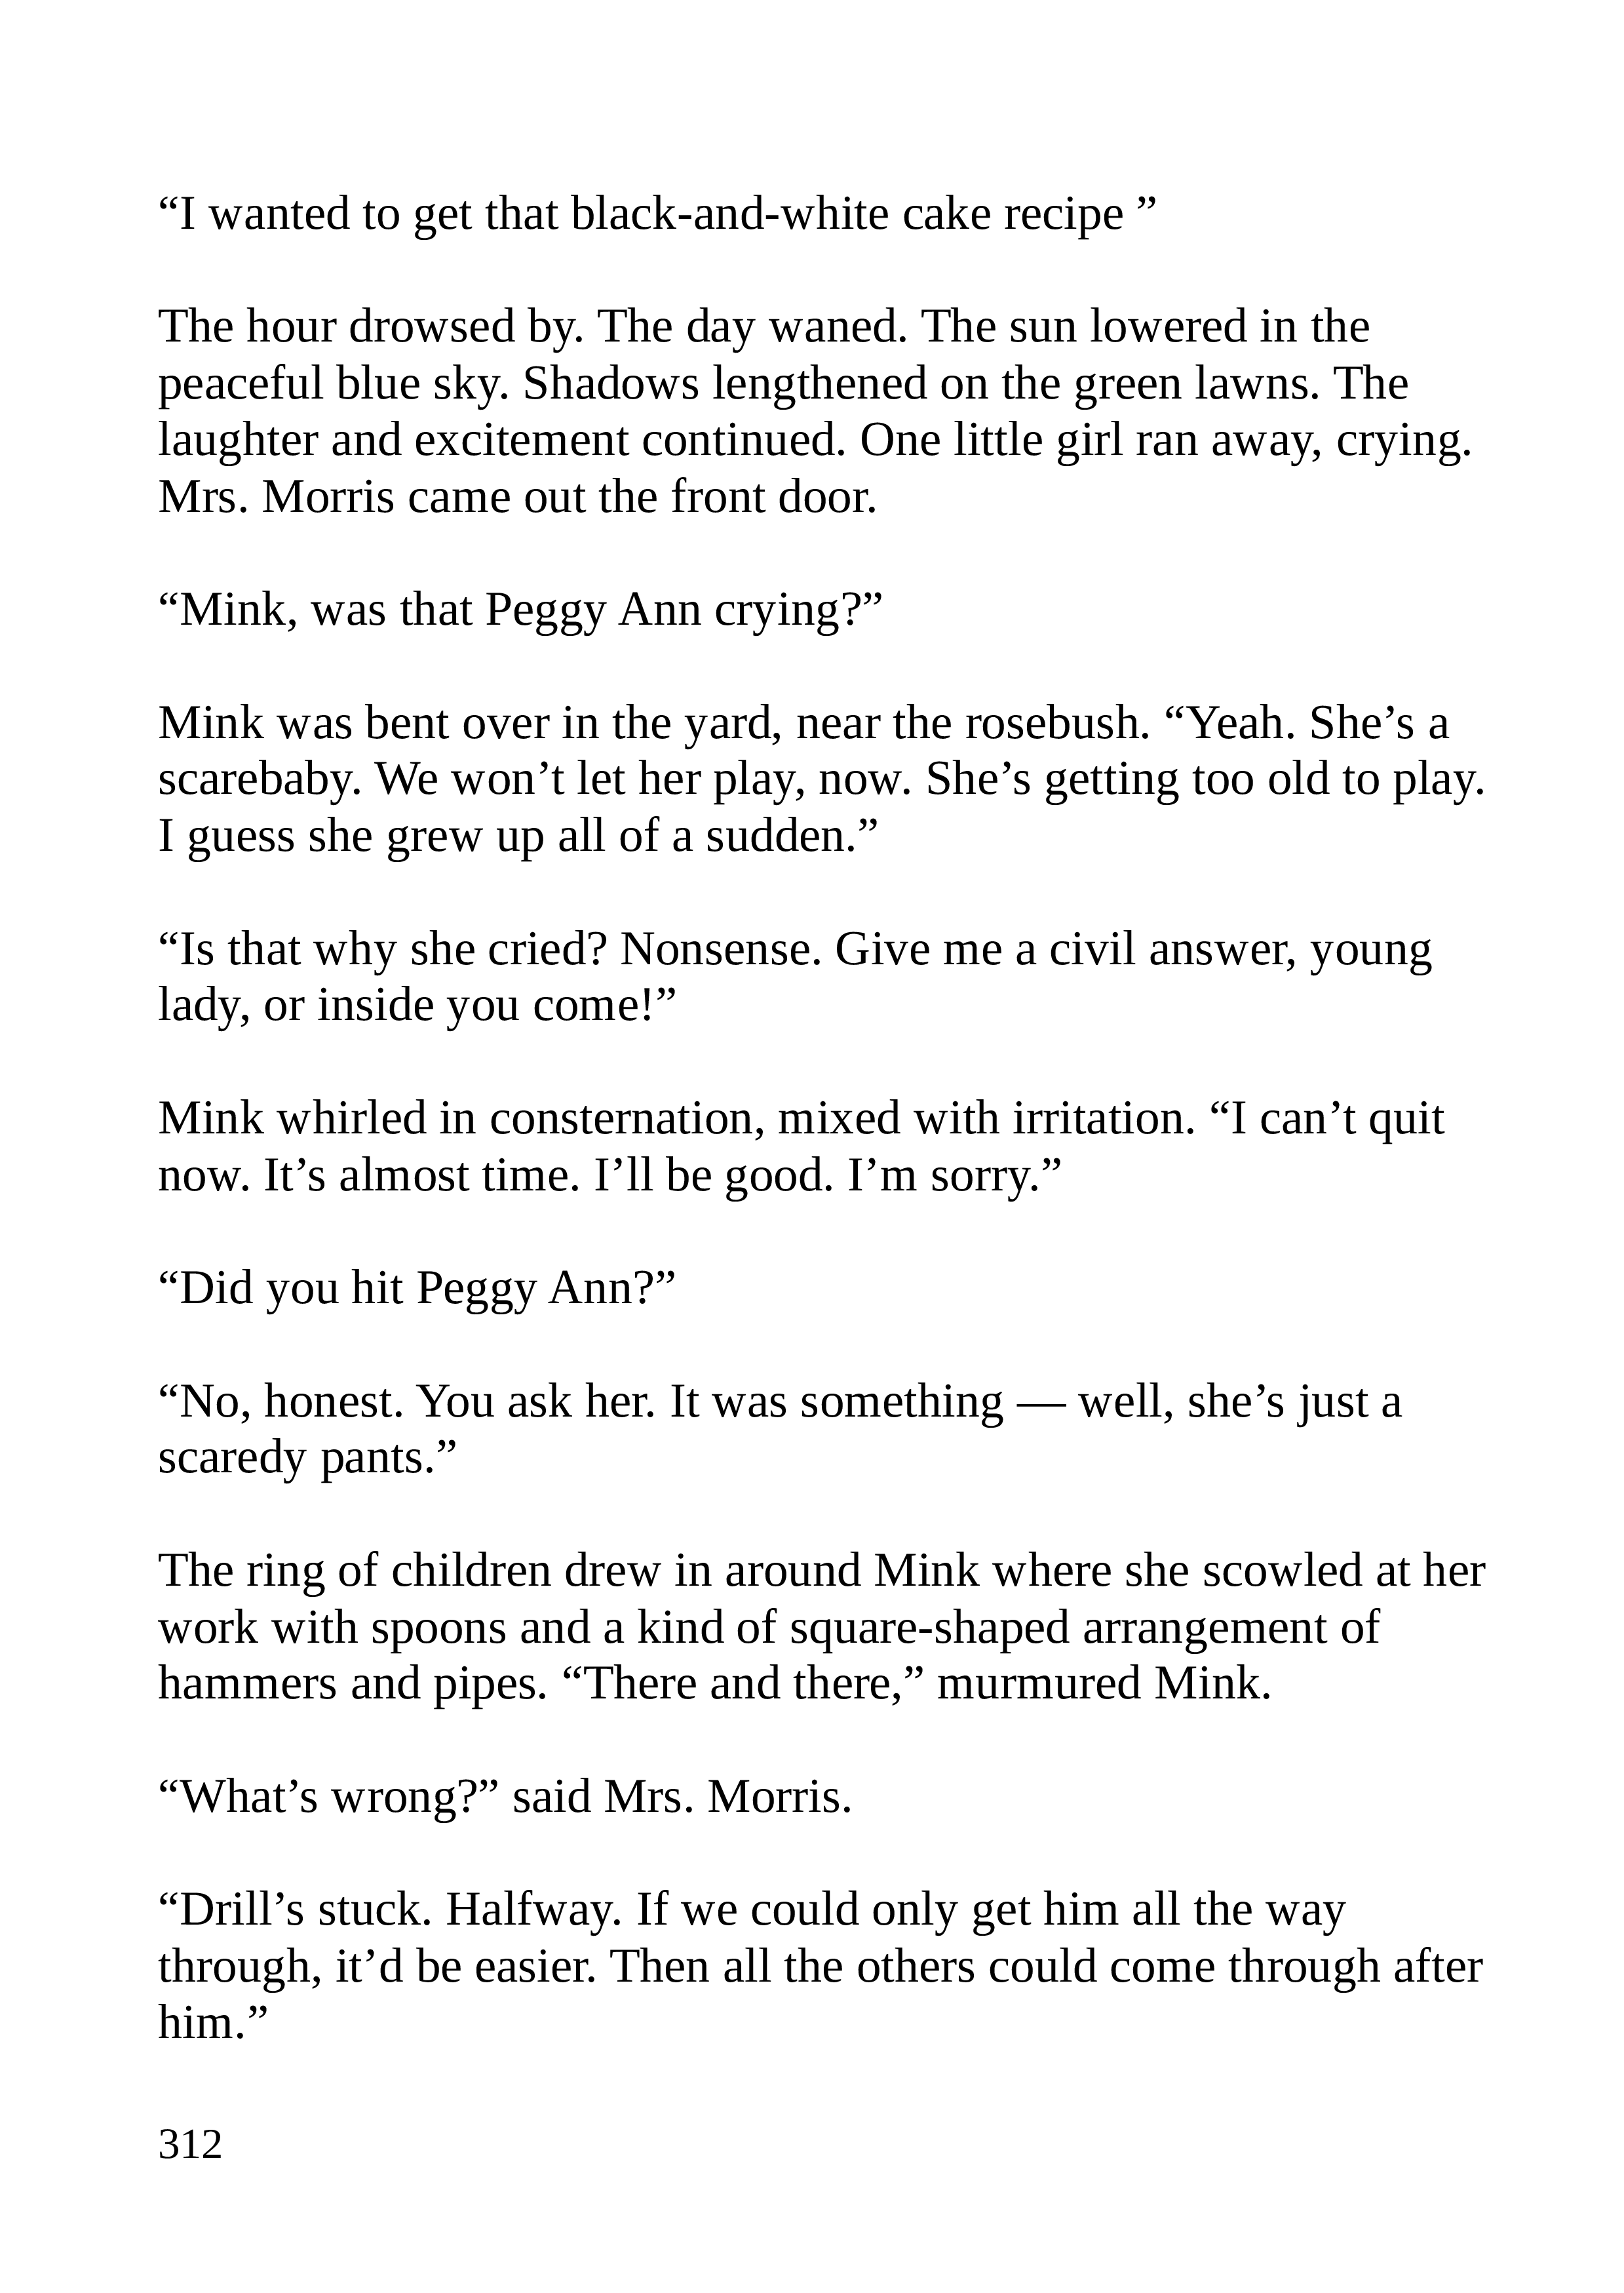 “I wanted to get that black-and-white cake recipe ”
The hour drowsed by. The day waned. The sun lowered in the
peaceful blue sky. Shadows lengthened on the green lawns. The
laughter and excitement continued. One little girl ran away, crying.
Mrs. Morris came out the front door.
“Mink, was that Peggy Ann crying?”
Mink was bent over in the yard, near the rosebush. “Yeah. She’s a
scarebaby. We won’t let her play, now. She’s getting too old to play.
I guess she grew up all of a sudden.”
“Is that why she cried? Nonsense. Give me a civil answer, young
lady, or inside you come!”
Mink whirled in consternation, mixed with irritation. “I can’t quit
now. It’s almost time. I’ll be good. I’m sorry.”
“Did you hit Peggy Ann?”
“No, honest. You ask her. It was something — well, she’s just a
scaredy pants.”
The ring of children drew in around Mink where she scowled at her
work with spoons and a kind of square-shaped arrangement of
hammers and pipes. “There and there,” murmured Mink.
“What’s wrong?” said Mrs. Morris.
“Drill’s stuck. Halfway. If we could only get him all the way
through, it’d be easier. Then all the others could come through after
him.”
312